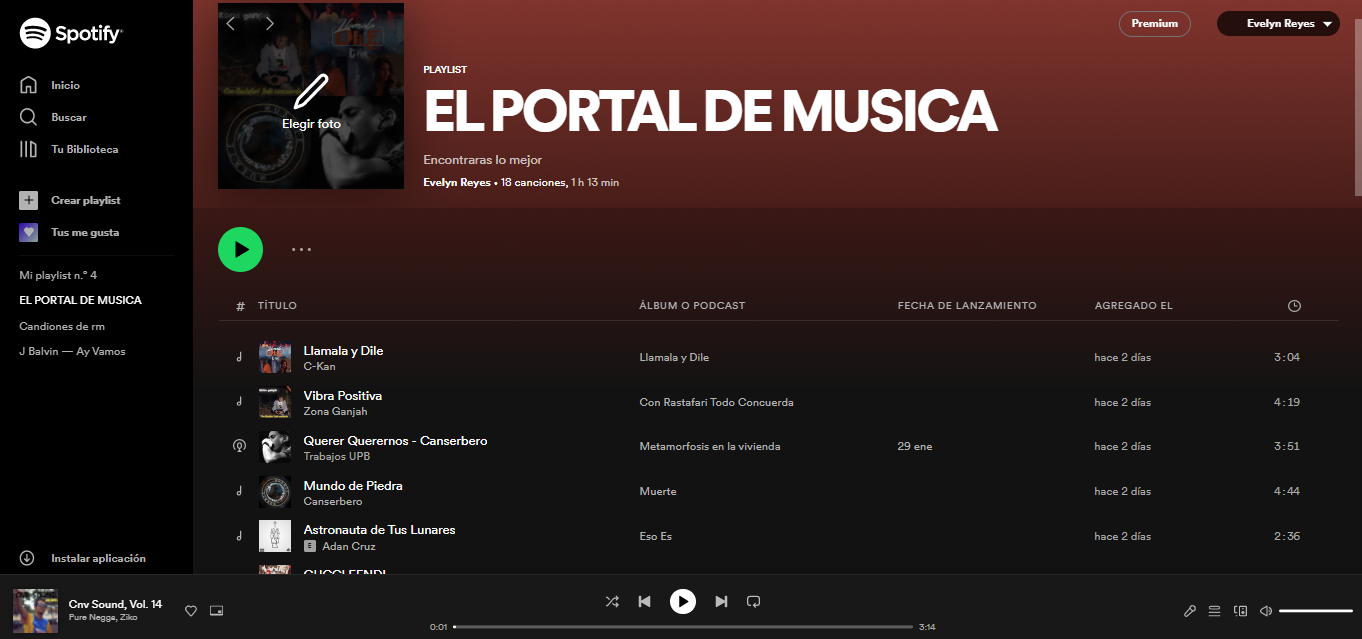 Spotify
Inicio
Buscar
Tu Biblioteca
Crear playlist
Tus me gusta
Mi playlist n.° 4
EL PORTAL DE MUSICA
Candiones de rm
J Balvin — Ay Vamos
Instalar aplicación
Elegir foto
Premium
Evelyn Reyes
PLAYLIST
EL PORTAL DE MUSICA
Encontraras lo mejor
Evelyn Reyes • 18 canciones, 1 h 13 min
# TÍTULO ÁLBUM O PODCAST FECHA DE LANZAMIENTO AGREGADO EL
Llamala y Dile
C-Kan
Llamala y Dile hace 2 días 3:04
Vibra Positiva
Zona Ganjah
Con Rastafari Todo Concuerda hace 2 días 4:19
Querer Querernos - Canserbero
Trabajos UPB
Metamorfosis en la vivienda 29 ene hace 2 días 3:51
Mundo de Piedra
Canserbero
Muerte hace 2 días 4:44
Astronauta de Tus Lunares
E Adan Cruz
Eso Es hace 2 días 2:36
Cnv Sound, Vol. 14
Pure Negga, Ziko
0:01 3:14